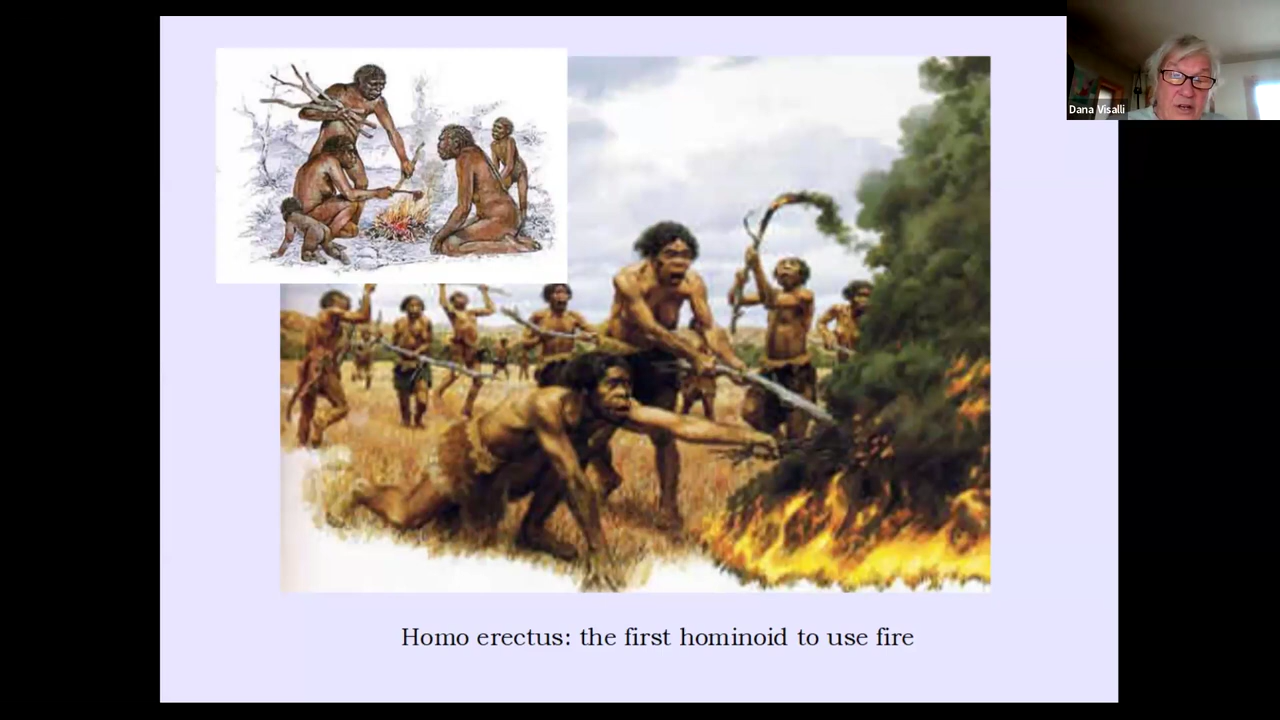 Dana Visalli
Homo erectus: the first hominoid to use fire